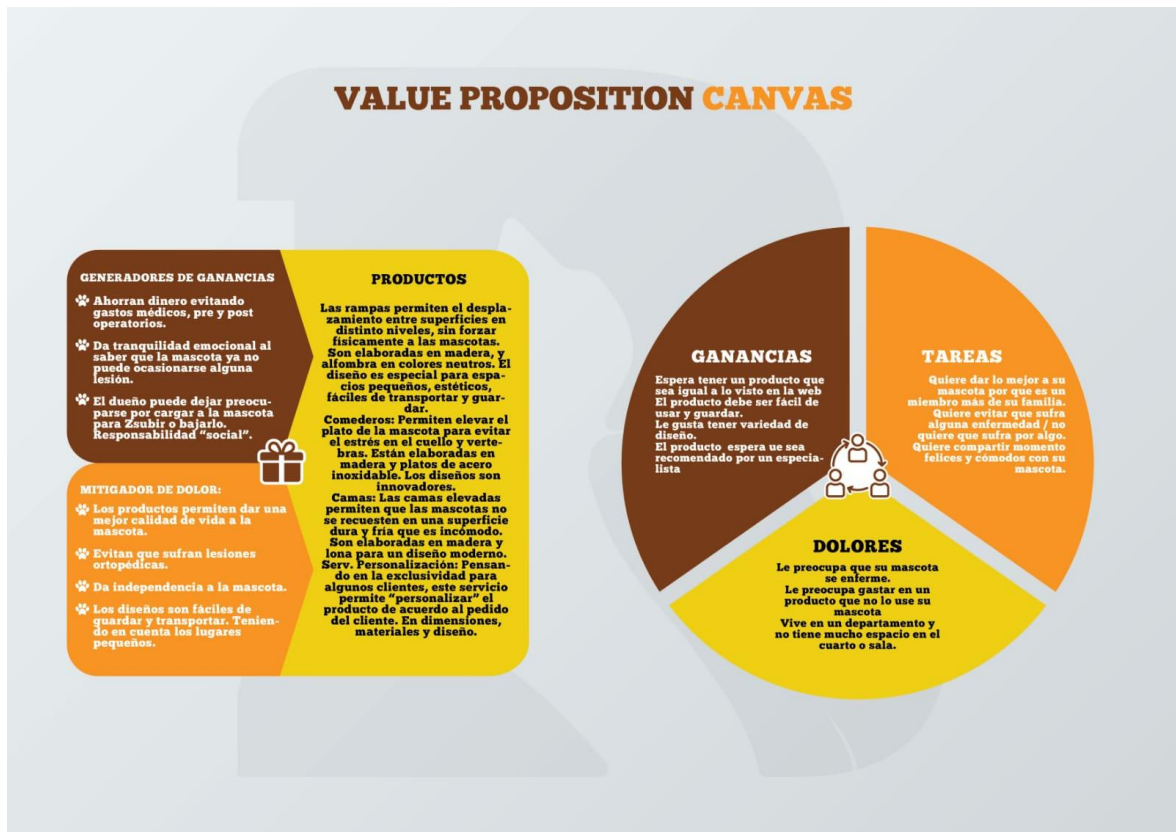 VALUE PROPOSITION CANVAS
GENERADORES DE GANANCIAS
Ahorran dinero evitando
gastos médicos, pre y post
operatorios.
Da tranquilidad emocional al
saber que la mascota ya no
puede ocasionarse alguna
lesión.
El dueño puede dejar preocu-
parse por cargar a la mascota
para Zsubir o bajarlo.
Responsabilidad “social”.
MITIGADOR DE DOLOR:
Los productos permiten dar una
mejor calidad de vida a la
mascota.
Evitan que sufran lesiones
ortopédicas.
Da independencia a la mascota.
Los diseños son fáciles de
guardar y transportar. Tenien-
do en cuenta los lugares
pequeños.
PRODUCTOS
Las rampas permiten el despla-
zamiento entre superficies en
distinto niveles, sin forzar
físicamente a las mascotas.
Son elaboradas en madera, y
alfombra en colores neutros. El
diseño es especial para espa-
cios pequeños, estéticos,
fáciles de transportar y guar-
dar.
Comederos: Permiten elevar el
plato de la mascota para evitar
el estrés en el cuello y verte-
bras. Están elaboradas en
madera y platos de acero
inoxidable. Los diseños son
innovadores.
Camas: Las camas elevadas
permiten que las mascotas no
se recuesten en una superficie
dura y fría que es incómodo.
Son elaboradas en madera y
lona para un diseño moderno.
Serv. Personalización: Pensan-
do en la exclusividad para
algunos clientes, este servicio
permite “personalizar” el
producto de acuerdo al pedido
del cliente. En dimensiones,
materiales y diseño.
GANANCIAS
Espera tener un producto que
sea igual a lo visto en la web
El producto debe ser fácil de
usar y guardar.
Le gusta tener variedad de
diseño.
El producto espera ue sea
recomendado por un especia-
lista
TAREAS
Quiere dar lo mejor a su
mascota por que es un
miembro más de su familia.
Quiere evitar que sufra
alguna enfermedad / no
quiere que sufra por algo.
Quiere compartir momento
felices y cómodos con su
mascota.
DOLORES
Le preocupa que su mascota
se enferme.
Le preocupa gastar en un
producto que no lo use su
mascota
Vive en un departamento y
no tiene mucho espacio en el
cuarto o sala.